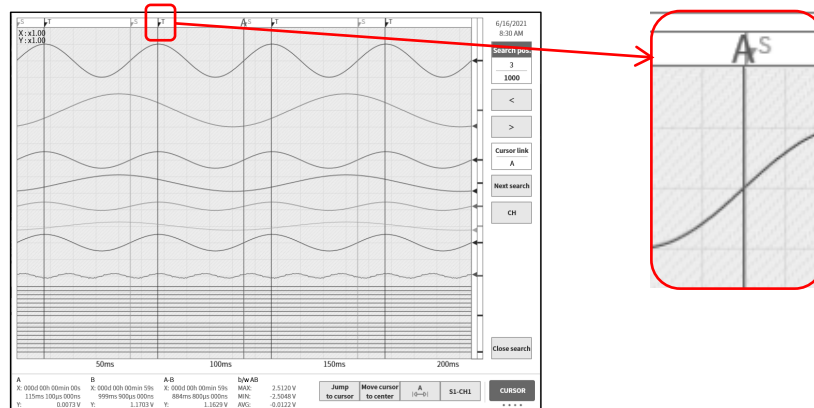 S T S T A S T T
X : x1.00
Y : x1.00
6/16/2021
8:30 AM
Search pos.
3
1000
<
>
Cursor link
A
Next search
CH
Close search
50ms 100ms 150ms 200ms
A B A-B b/w AB
X: 000d 00h 00min 00s X: 000d 00h 00min 59s X: 000d 00h 00min 59s MAX: 2.5120 V
115ms 100µs 000ns 999ms 900µs 000ns 884ms 800µs 000ns MIN: -2.5048 V
Y: 0.0073 V Y: 1.1703 V Y: 1.1629 V AVG: -0.0122 V
Jump
to cursor
Move cursor
to center
A
S1-CH1
CURSOR
A S